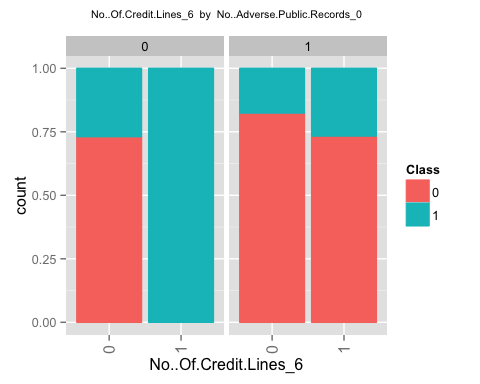 No..Of.Credit.Lines_6 by No..Adverse.Public.Records_0
0 1
1.00
0.75
0.50
0.25
0.00
count
0 1 0 1
No..Of.Credit.Lines_6
Class
0
1